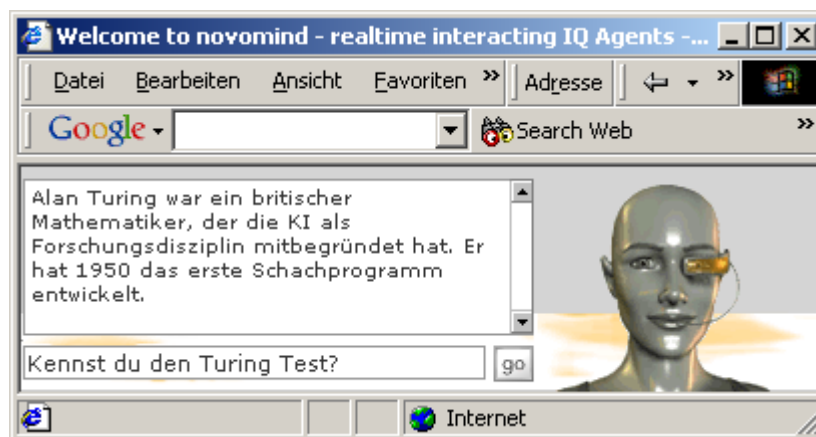 Welcome to novomind - realtime interacting IQ Agents -...
Datei Bearbeiten Ansicht Favoriten » Adresse »
Google Search Web »
Alan Turing war ein britischer
Mathematiker, der die KI als
Forschungsdisziplin mitbegründet hat. Er
hat 1950 das erste Schachprogramm
entwickelt.
Kennst du den Turing Test? go
Internet